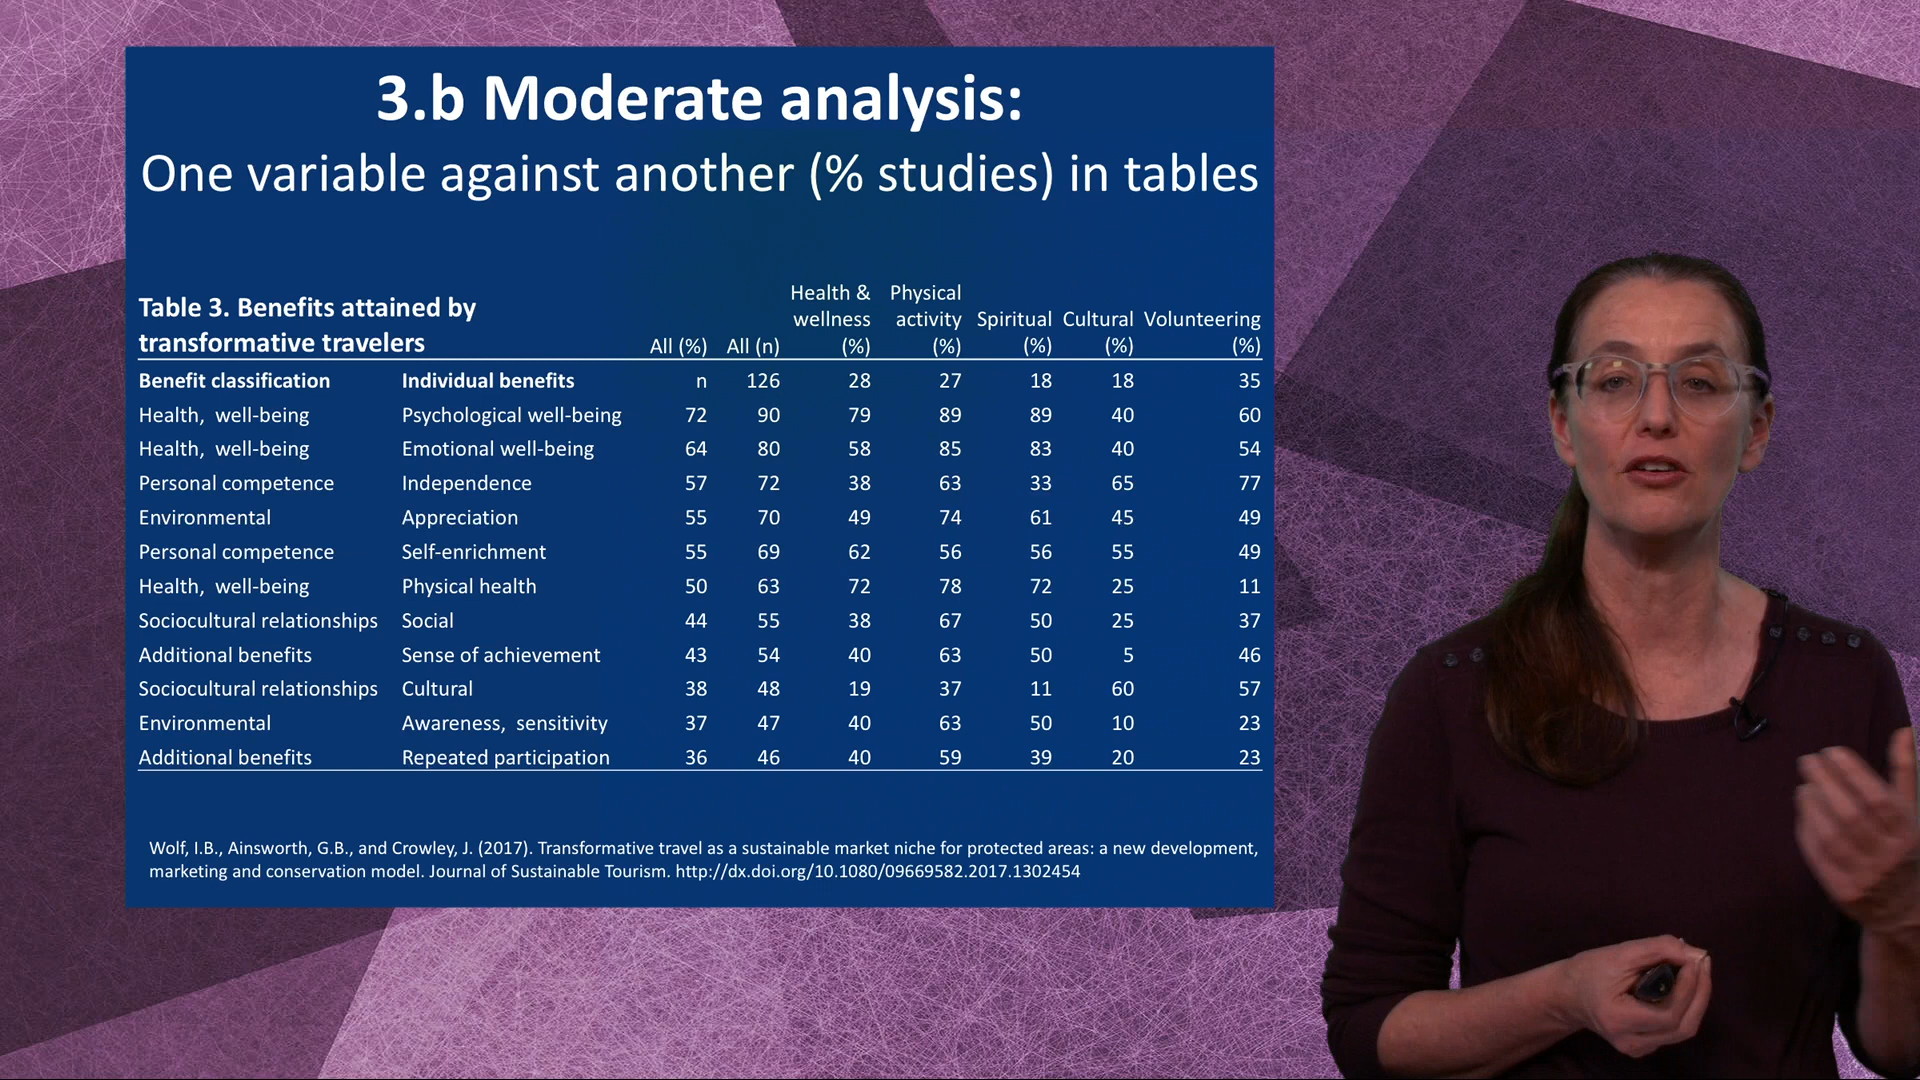 3.b Moderate analysis:
One variable against another (% studies) in tables
Table 3. Benefits attained by
transformative travelers
All (%) All (n) Health & wellness (%) Physical activity (%) Spiritual (%) Cultural (%) Volunteering (%)
Benefit classification Individual benefits n 126 28 27 18 18 35
Health, well-being Psychological well-being 72 90 79 89 89 40 60
Health, well-being Emotional well-being 64 80 58 85 83 40 54
Personal competence Independence 57 72 38 63 33 65 77
Environmental Appreciation 55 70 49 74 61 45 49
Personal competence Self-enrichment 55 69 62 56 56 55 49
Health, well-being Physical health 50 63 72 78 72 25 11
Sociocultural relationships Social 44 55 38 67 50 25 37
Additional benefits Sense of achievement 43 54 40 63 50 5 46
Sociocultural relationships Cultural 38 48 19 37 11 60 57
Environmental Awareness, sensitivity 37 47 40 63 50 10 23
Additional benefits Repeated participation 36 46 40 59 39 20 23
Wolf, I.B., Ainsworth, G.B., and Crowley, J. (2017). Transformative travel as a sustainable market niche for protected areas: a new development,
marketing and conservation model. Journal of Sustainable Tourism. http://dx.doi.org/10.1080/09669582.2017.1302454